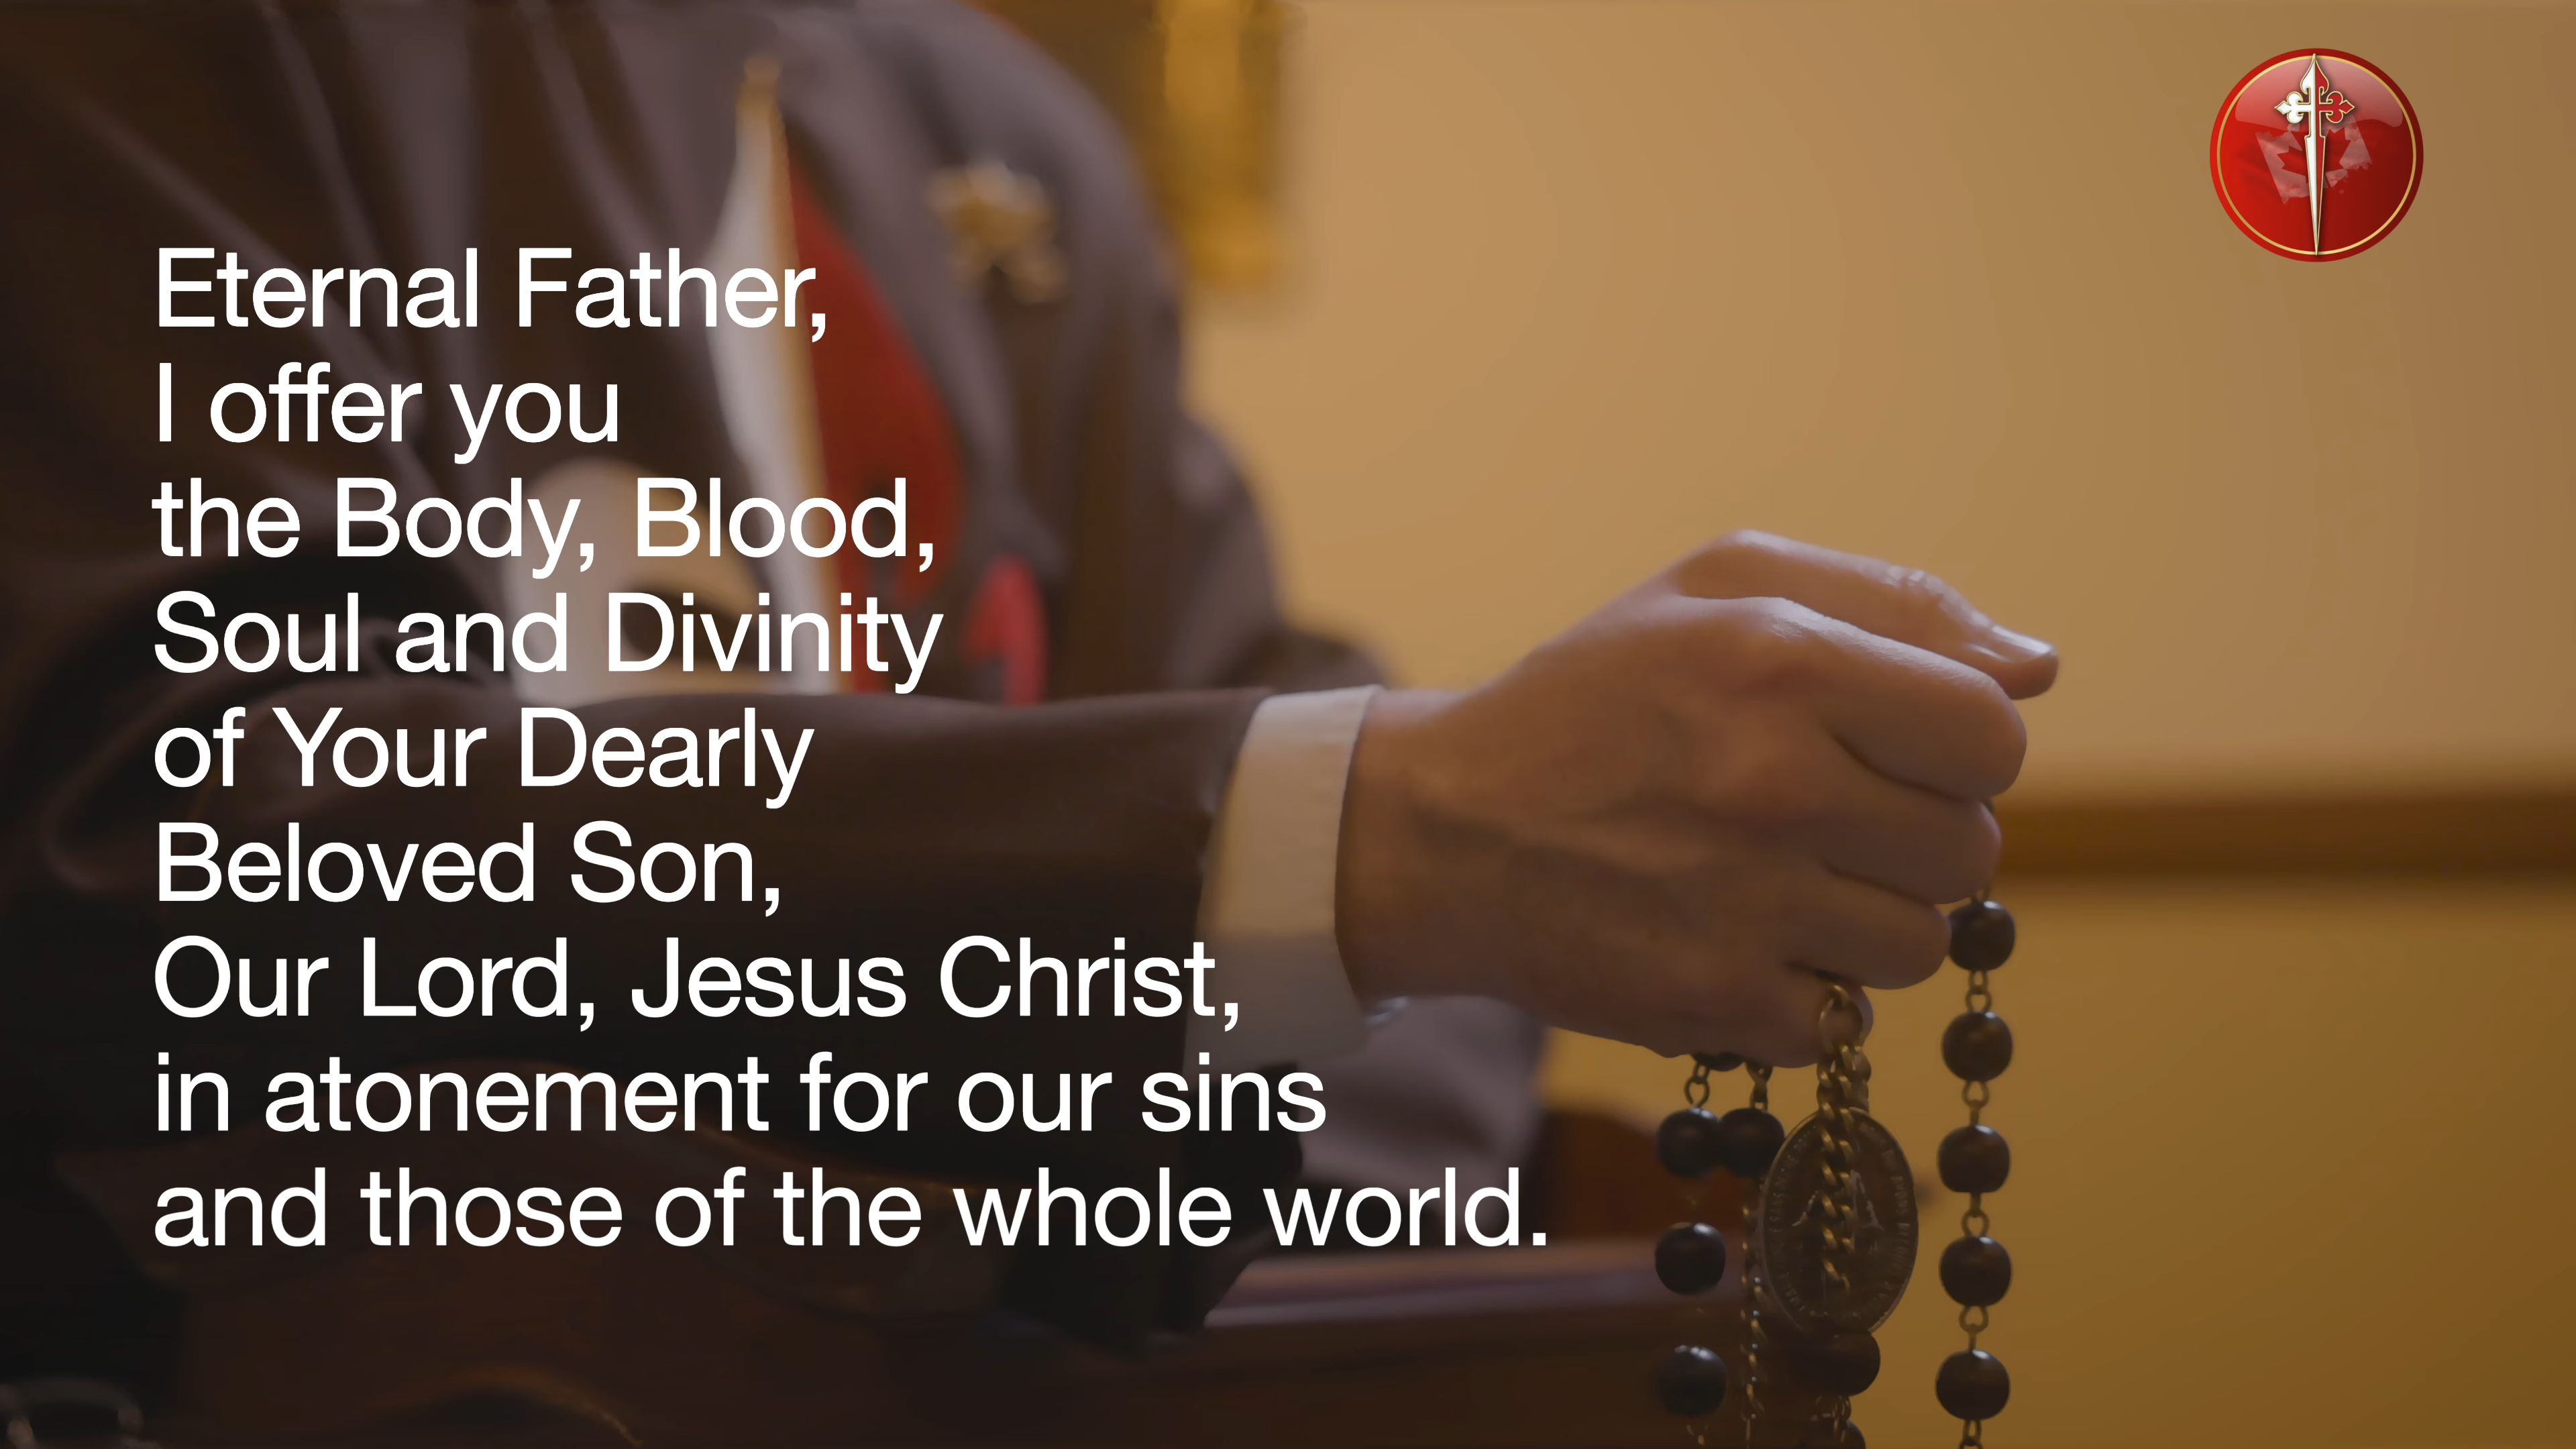 Eternal Father,
I offer you
the Body, Blood,
Soul and Divinity
of Your Dearly
Beloved Son,
Our Lord, Jesus Christ,
in atonement for our sins
and those of the whole world.